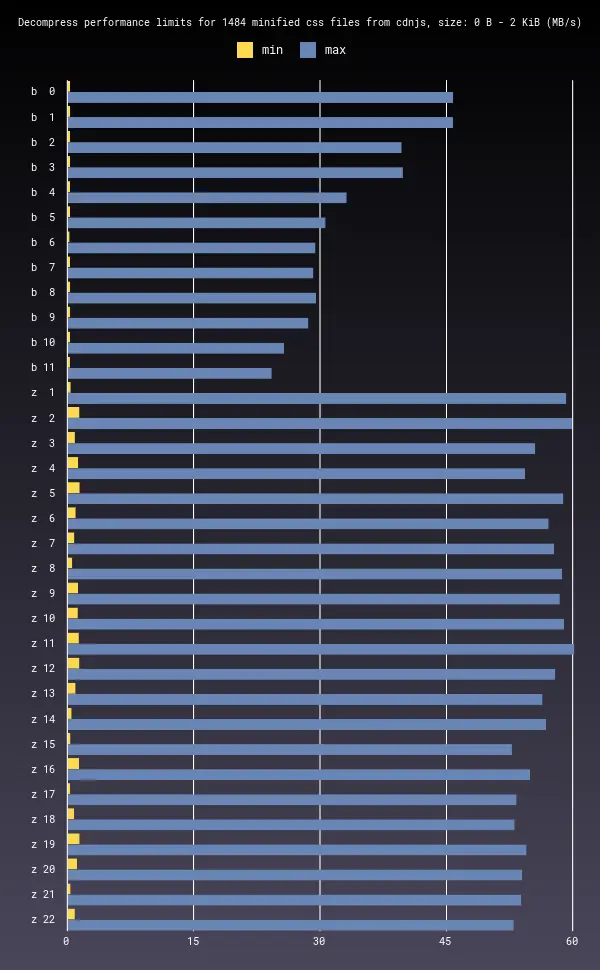 Decompress performance limits for 1484 minified css files from cdnjs, size: 0 B - 2 KiB (MB/s)
min max
b 0
b 1
b 2
b 3
b 4
b 5
b 6
b 7
b 8
b 9
b 10
b 11
z 1
z 2
z 3
z 4
z 5
z 6
z 7
z 8
z 9
z 10
z 11
z 12
z 13
z 14
z 15
z 16
z 17
z 18
z 19
z 20
z 21
z 22
0 15 30 45 60